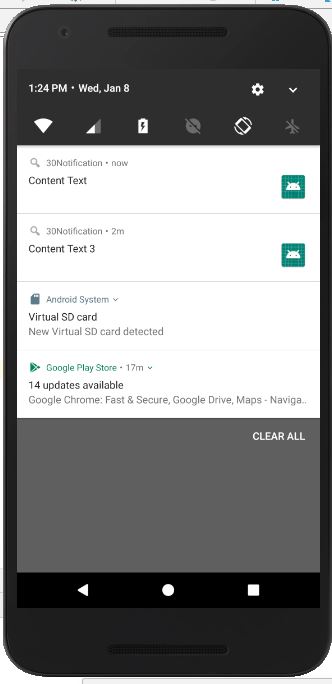 1:24 PM • Wed, Jan 8
30Notification • now
Content Text
30Notification • 2m
Content Text 3
Android System
Virtual SD card
New Virtual SD card detected
Google Play Store • 17m
14 updates available
Google Chrome: Fast & Secure, Google Drive, Maps - Naviga..
CLEAR ALL